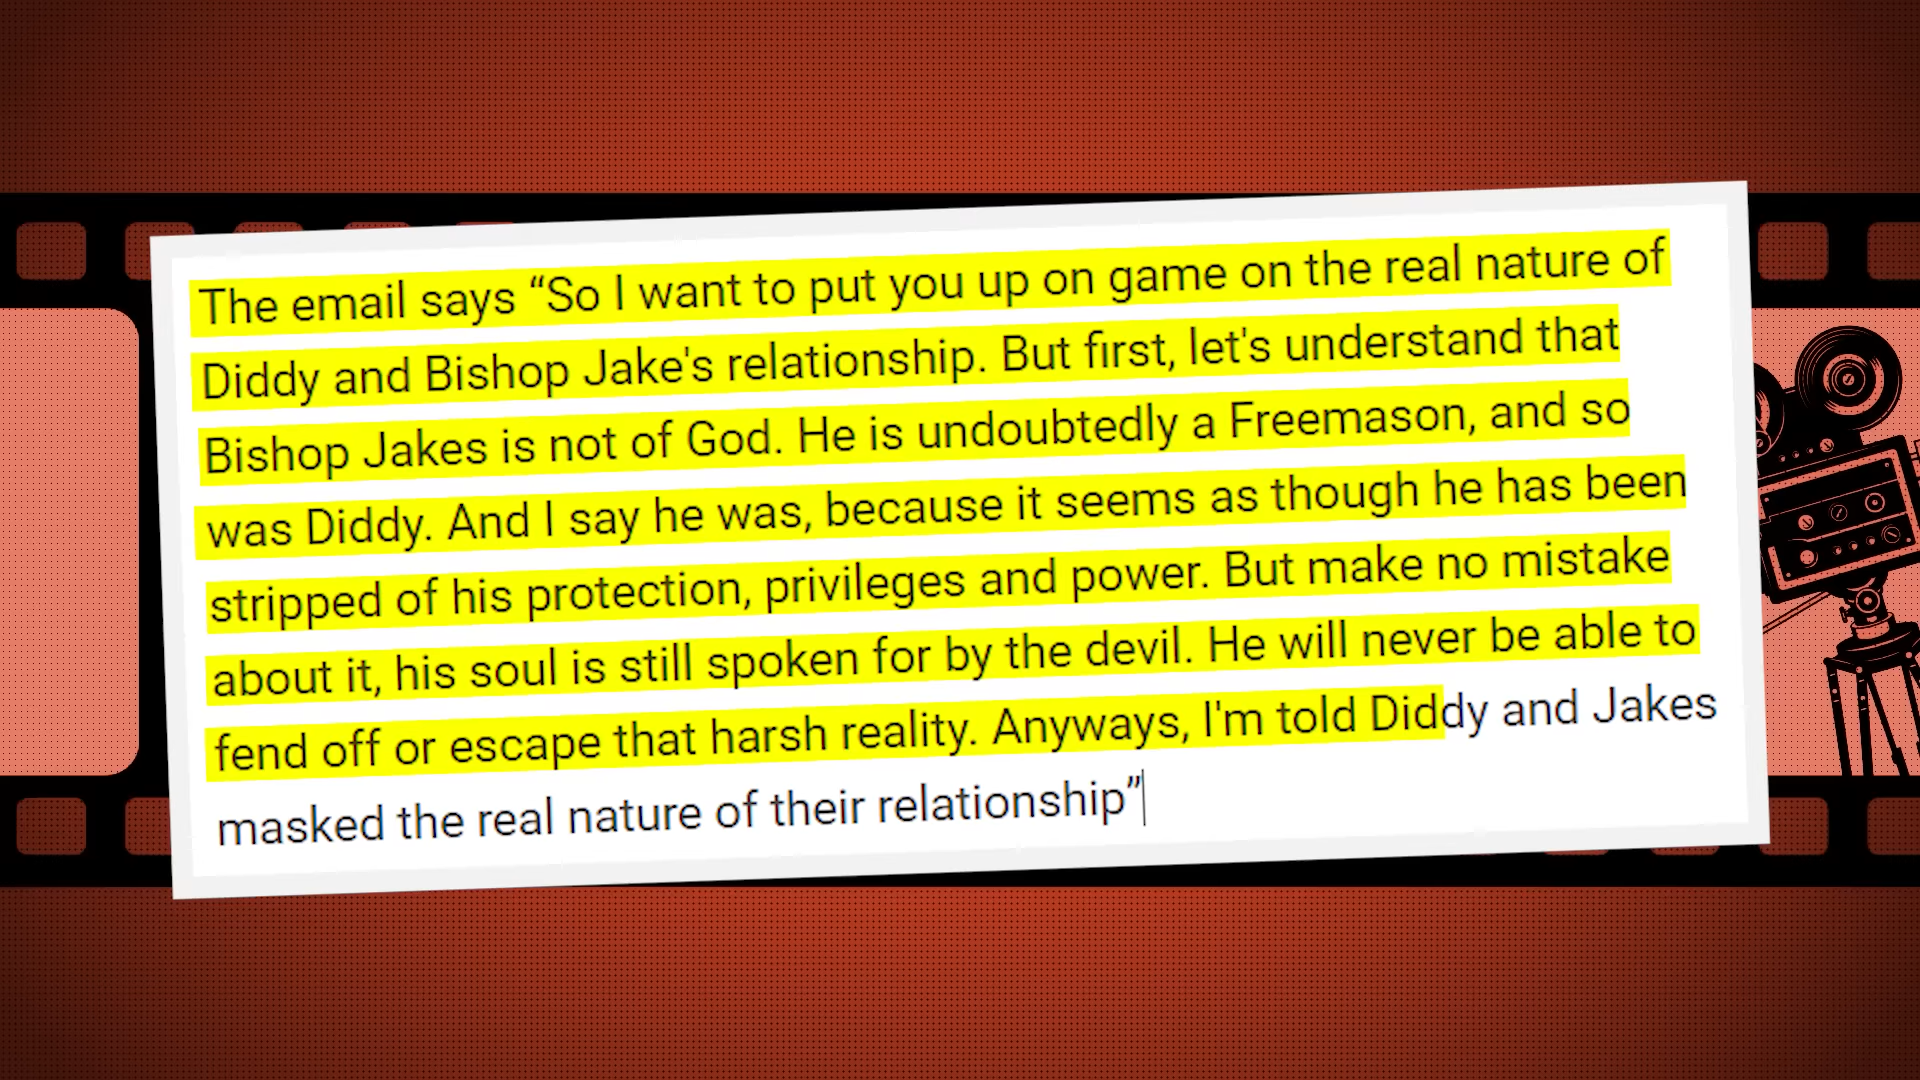 The email says “So I want to put you up on game on the real nature of
Diddy and Bishop Jake's relationship. But first, let's understand that
Bishop Jakes is not of God. He is undoubtedly a Freemason, and so
was Diddy. And I say he was, because it seems as though he has been
stripped of his protection, privileges and power. But make no mistake
about it, his soul is still spoken for by the devil. He will never be able to
fend off or escape that harsh reality. Anyways, I'm told Diddy and Jakes
masked the real nature of their relationship”